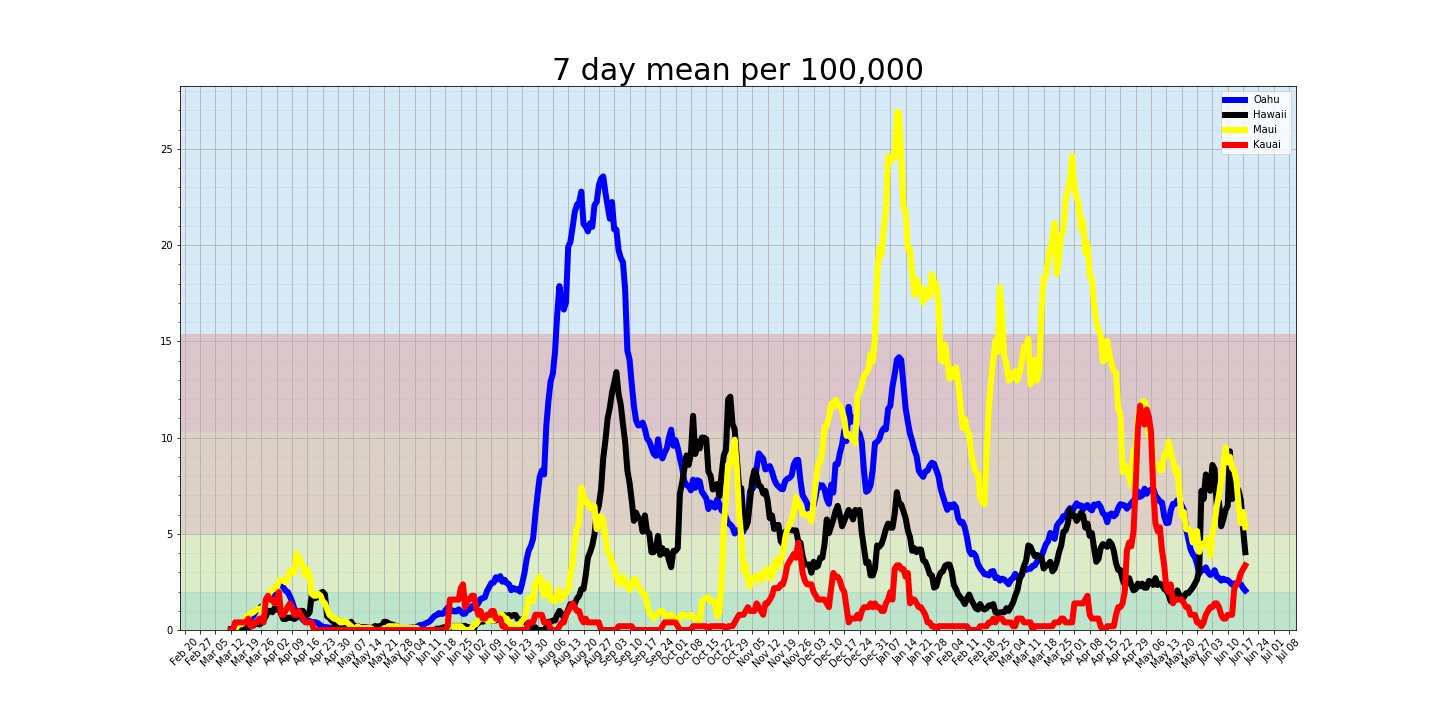 7 day mean per 100,000
Oahu
Hawaii
Maui
Kauai
25
20
15
10
5
0
Feb 20
Feb 27
Mar 05
Mar 12
Mar 19
Mar 26
Apr 02
Apr 09
Apr 16
Apr 23
Apr 30
May 07
May 14
May 21
May 28
Jun 04
Jun 11
Jun 18
Jun 25
Jul 02
Jul 09
Jul 16
Jul 23
Jul 30
Aug 06
Aug 13
Aug 20
Aug 27
Sep 03
Sep 10
Sep 17
Sep 24
Oct 01
Oct 08
Oct 15
Oct 22
Oct 29
Nov 05
Nov 12
Nov 19
Nov 26
Dec 03
Dec 10
Dec 17
Dec 24
Dec 31
Jan 07
Jan 14
Jan 21
Jan 28
Feb 04
Feb 11
Feb 18
Feb 25
Mar 04
Mar 11
Mar 18
Mar 25
Apr 01
Apr 08
Apr 15
Apr 22
Apr 29
May 06
May 13
May 20
May 27
Jun 03
Jun 10
Jun 17
Jun 24
Jul 01
Jul 08